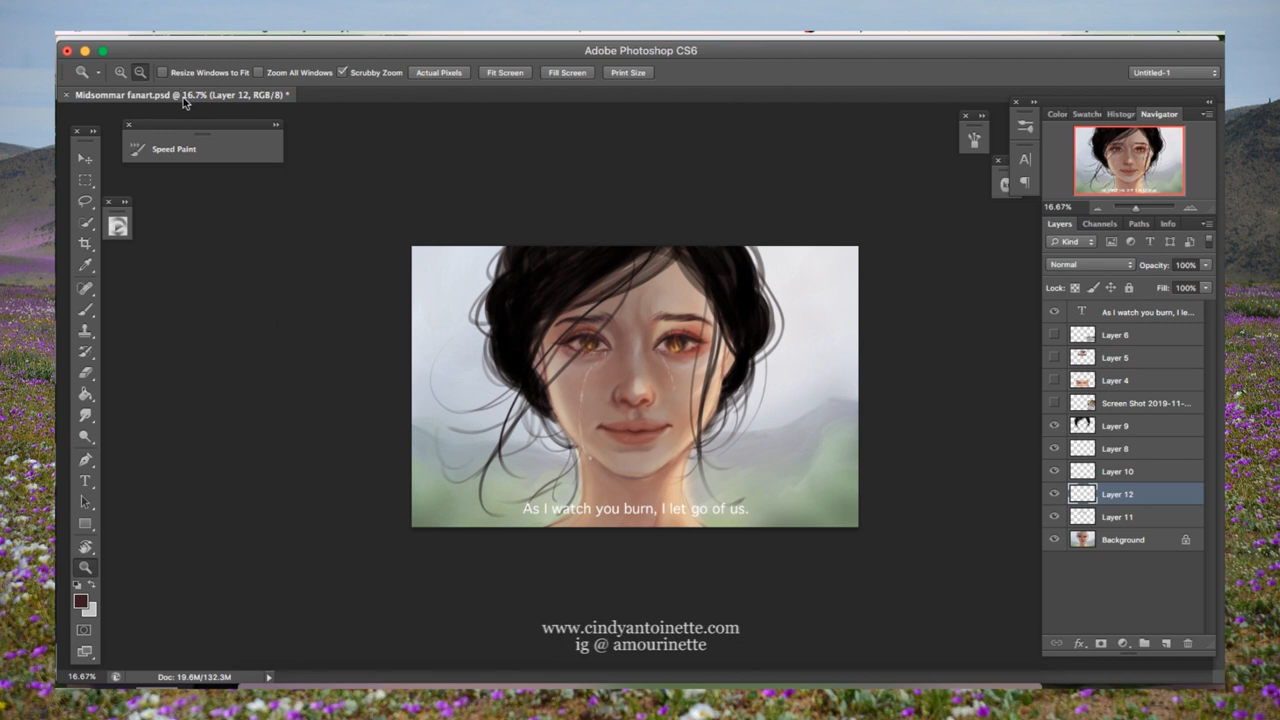 Adobe Photoshop CS6
Resize Windows to Fit Zoom All Windows Scrubby Zoom Actual Pixels Fit Screen Fill Screen Print Size Untitled-1
Midsommar fanart.psd @ 16.7% (Layer 12, RGB/8) *
Speed Paint
Color Swatche Histogr Navigator
16.67%
Layers Channels Paths Info
Kind
Normal Opacity: 100%
Lock: Fill: 100%
As I watch you burn, I le...
Layer 6
Layer 5
Layer 4
Screen Shot 2019-11-...
Layer 9
Layer 8
Layer 10
Layer 12
Layer 11
Background
As I watch you burn, I let go of us.
www.cindyantoinette.com
ig @ amourinette
16.67% Doc: 19.6M/132.3M